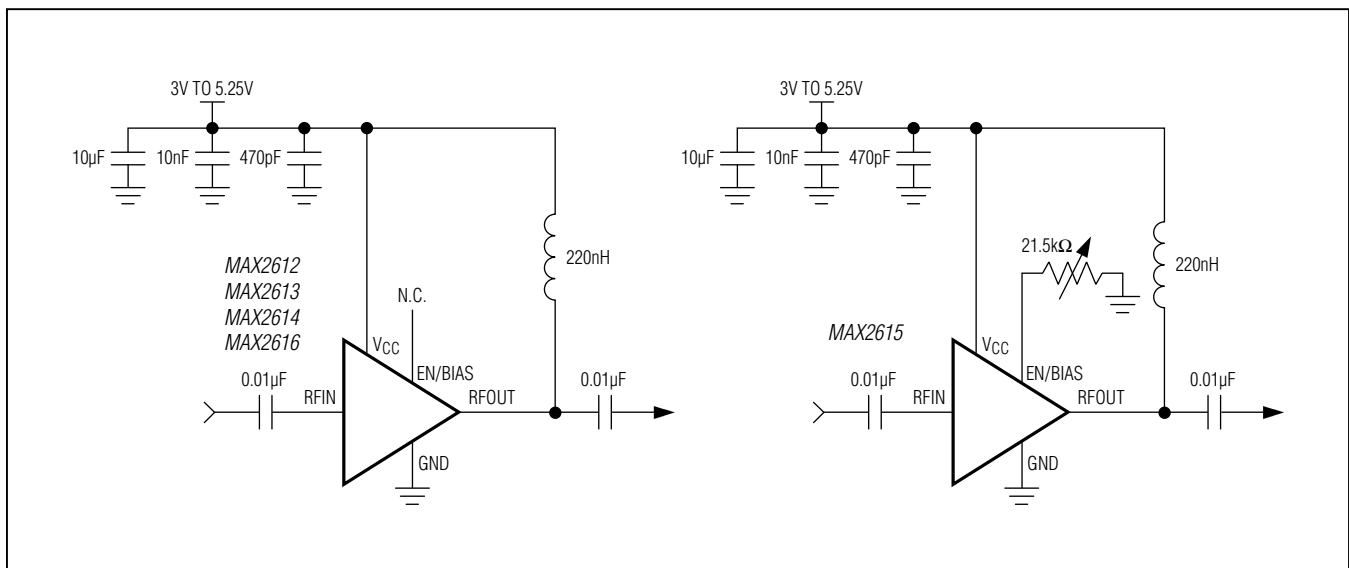 3V TO 5.25V
10µF
10nF
470pF
220nH
MAX2612
MAX2613
MAX2614
MAX2616
N.C.
VCC
EN/BIAS
0.01µF
RFIN
RFOUT
0.01µF
GND
3V TO 5.25V
10µF
10nF
470pF
21.5kΩ
220nH
MAX2615
VCC
EN/BIAS
0.01µF
RFIN
RFOUT
0.01µF
GND